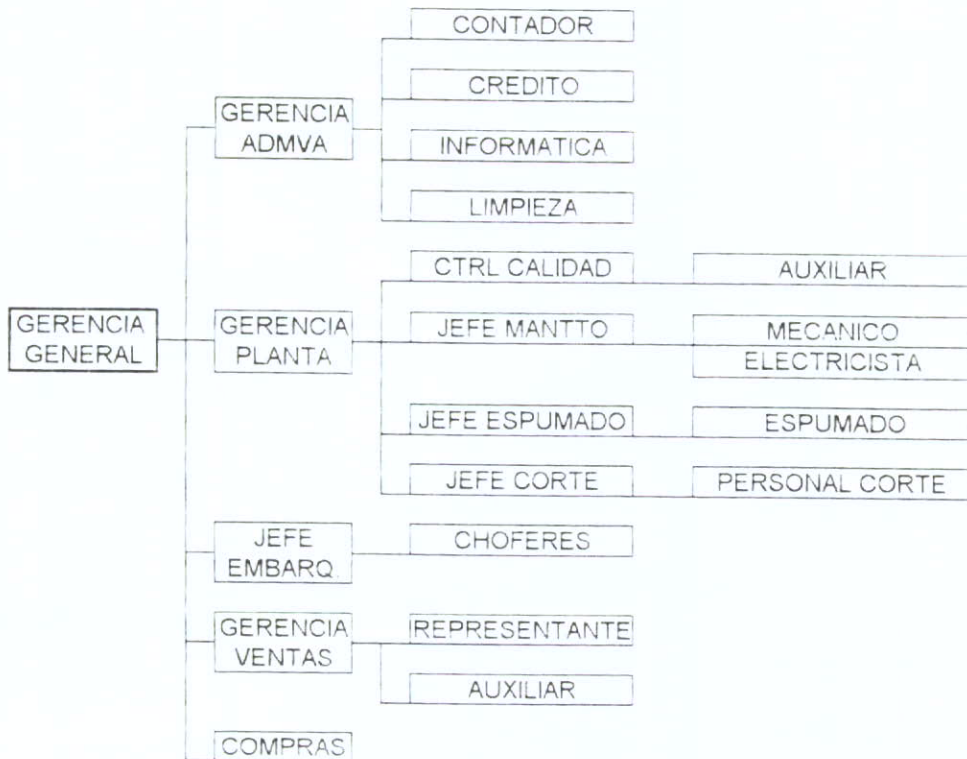 CONTADOR
CREDITO
GERENCIA
ADMVA
INFORMATICA
LIMPIEZA
CTRL CALIDAD
AUXILIAR
GERENCIA
GENERAL
GERENCIA
PLANTA
JEFE MANTTO
MECANICO
ELECTRICISTA
JEFE ESPUMADO
ESPUMADO
JEFE CORTE
PERSONAL CORTE
JEFE
EMBARQ.
CHOFERES
GERENCIA
VENTAS
REPRESENTANTE
AUXILIAR
COMPRAS